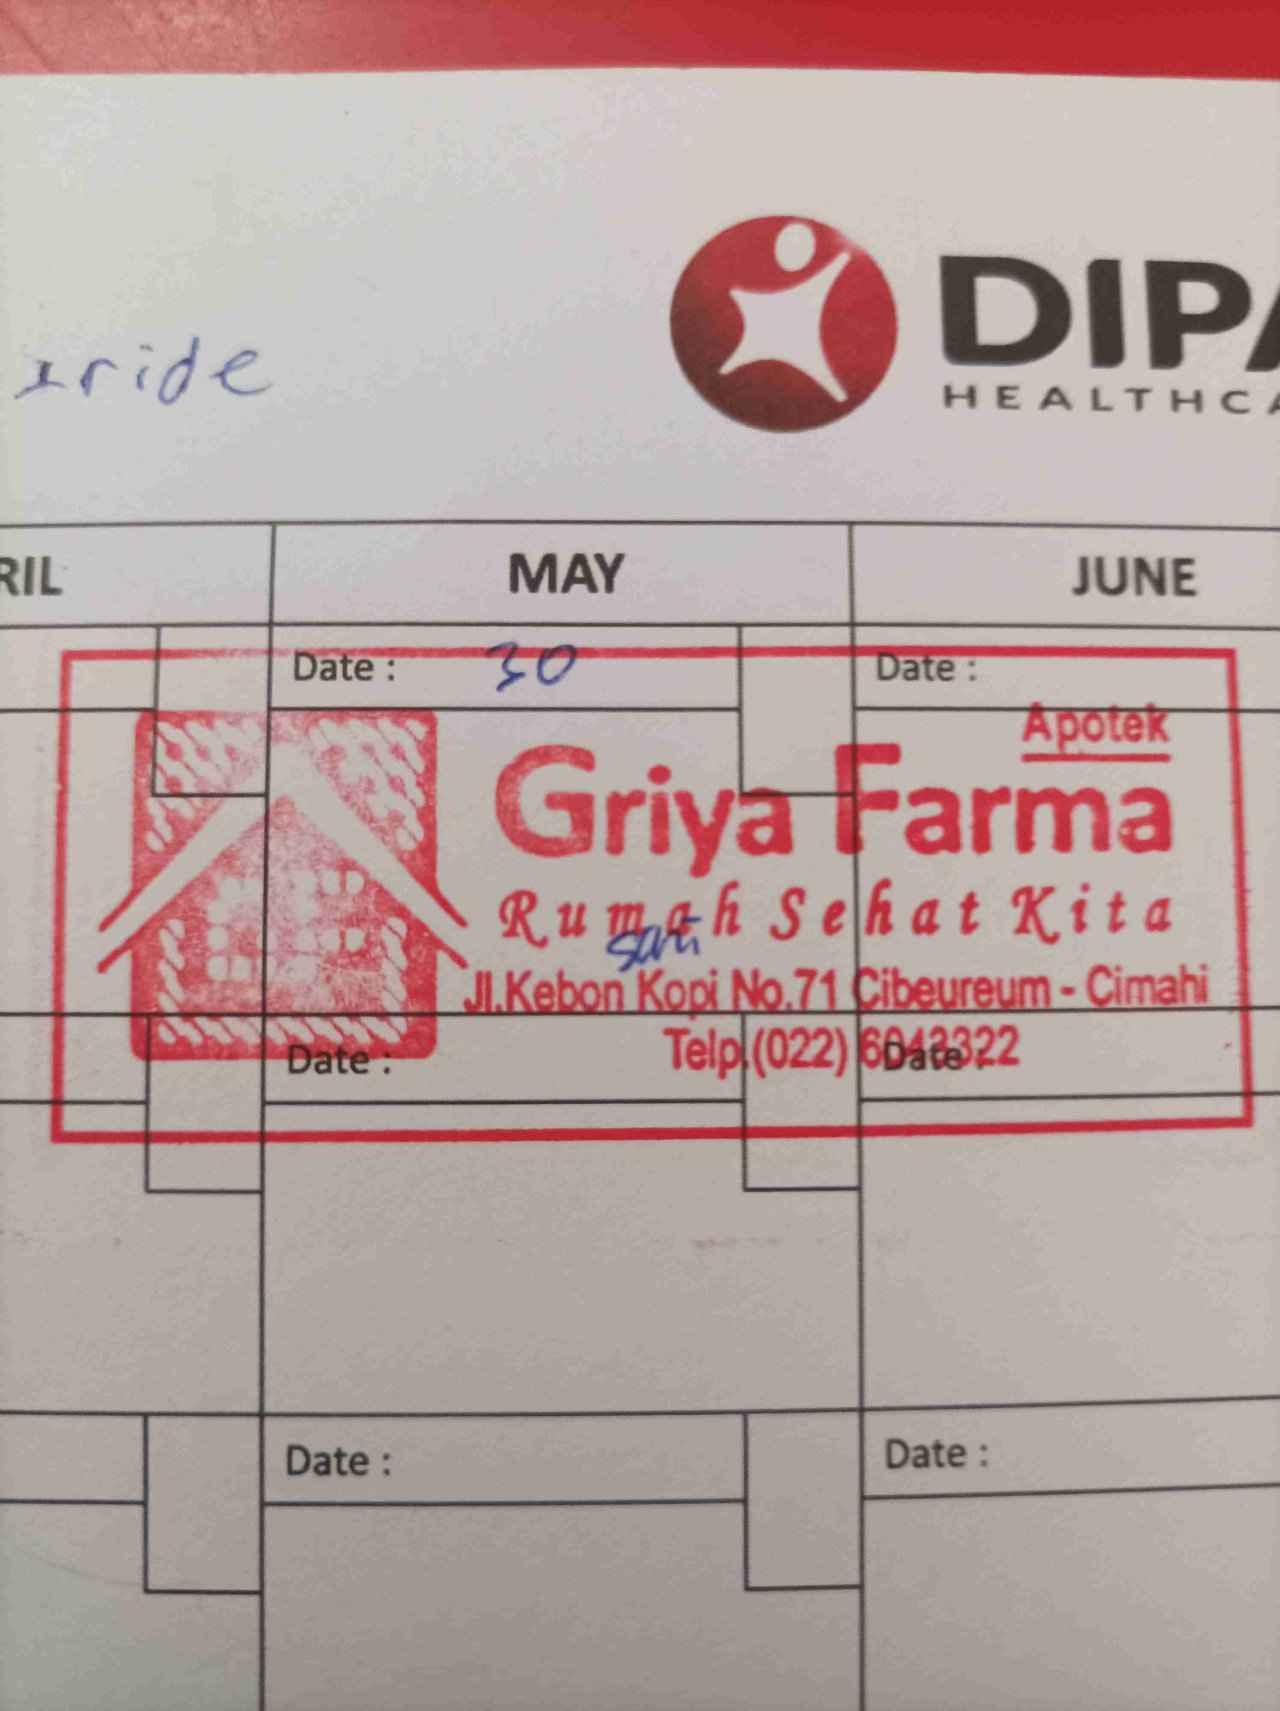 DIPA
HEALTHCA
ride
RIL MAY JUNE
Date : 30 Date :
Apotek
Griya Farma
Rumah Sehat Kita
Sari
Jl.Kebon Kopi No.71 Cibeureum - Cimahi
Telp.(022)
Date : Date :
Date : Date :